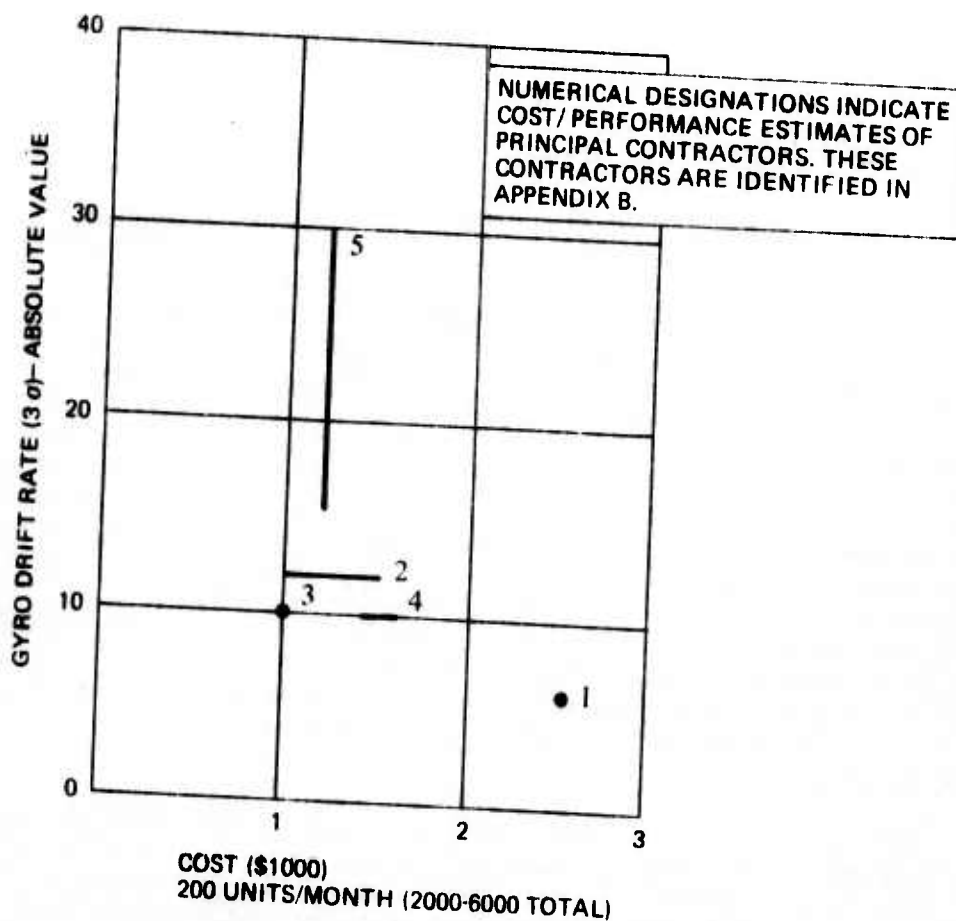 40
NUMERICAL DESIGNATIONS INDICATE
COST/PERFORMANCE ESTIMATES OF
PRINCIPAL CONTRACTORS. THESE
CONTRACTORS ARE IDENTIFIED IN
APPENDIX B.
30
5
20
2
3
4
10
1
0
1
2
3
GYRO DRIFT RATE (3 σ)– ABSOLUTE VALUE
COST ($1000)
200 UNITS/MONTH (2000-6000 TOTAL)